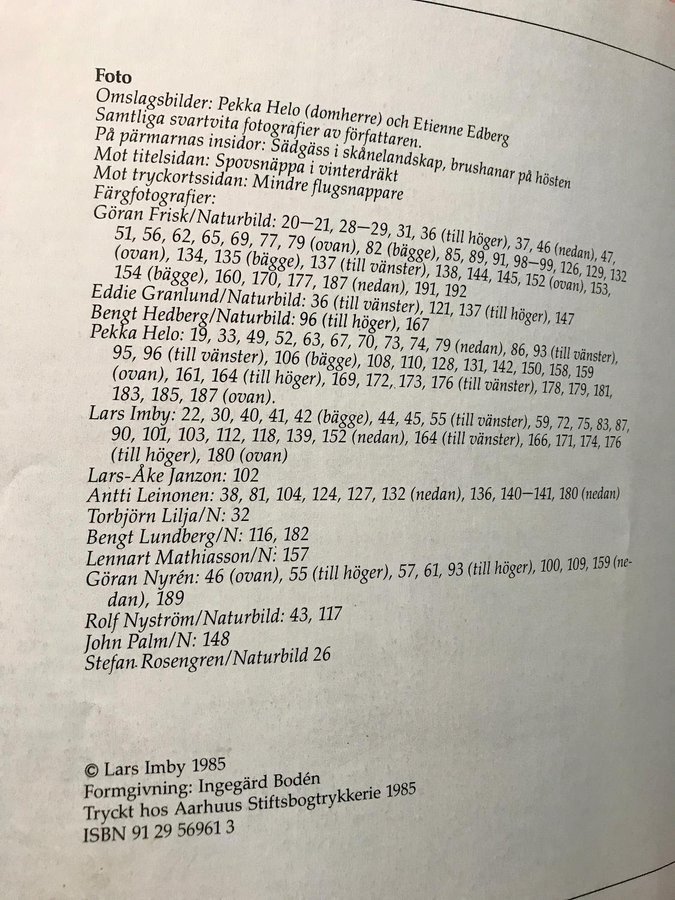 Foto
Omslagsbilder: Pekka Helo (domherre) och Etienne Edberg
Samtliga svartvita fotografier av författaren.
På pärmarnas insidor: Sädgäss i skånelandskap, brushanar på hösten
Mot titelsidan: Spovsnäppa i vinterdräkt
Mot tryckortssidan: Mindre flugsnappare
Färgfotografier:
Göran Frisk/Naturbild: 20—21, 28—29, 31, 36 (till höger), 37, 46 (nedan), 47,
51, 56, 62, 65, 69, 77, 79 (ovan), 82 (bägge), 85, 89, 91, 98—99, 126, 129, 132
(ovan), 134, 135 (bägge), 137 (till vänster), 138, 144, 145, 152 (ovan), 153,
154 (bägge), 160, 170, 177, 187 (nedan), 191, 192
Eddie Granlund/Naturbild: 36 (till vänster), 121, 137 (till höger), 147
Bengt Hedberg/Naturbild: 96 (till höger), 167
Pekka Helo: 19, 33, 49, 52, 63, 67, 70, 73, 74, 79 (nedan), 86, 93 (till vänster),
95, 96 (till vänster), 106 (bägge), 108, 110, 128, 131, 142, 150, 158, 159
(ovan), 161, 164 (till höger), 169, 172, 173, 176 (till vänster), 178, 179, 181,
183, 185, 187 (ovan).
Lars Imby: 22, 30, 40, 41, 42 (bägge), 44, 45, 55 (till vänster), 59, 72, 75, 83, 87,
90, 101, 103, 112, 118, 139, 152 (nedan), 164 (till vänster), 166, 171, 174, 176
(till höger), 180 (ovan)
Lars-Åke Janzon: 102
Antti Leinonen: 38, 81, 104, 124, 127, 132 (nedan), 136, 140—141, 180 (nedan)
Torbjörn Lilja/N: 32
Bengt Lundberg/N: 116, 182
Lennart Mathiasson/N: 157
Göran Nyrén: 46 (ovan), 55 (till höger), 57, 61, 93 (till höger), 100, 109, 159 (ne-
dan), 189
Rolf Nyström/Naturbild: 43, 117
John Palm/N: 148
Stefan Rosengren/Naturbild 26
© Lars Imby 1985
Formgivning: Ingegärd Bodén
Tryckt hos Aarhuus Stiftsbogtrykkerie 1985
ISBN 91 29 56961 3